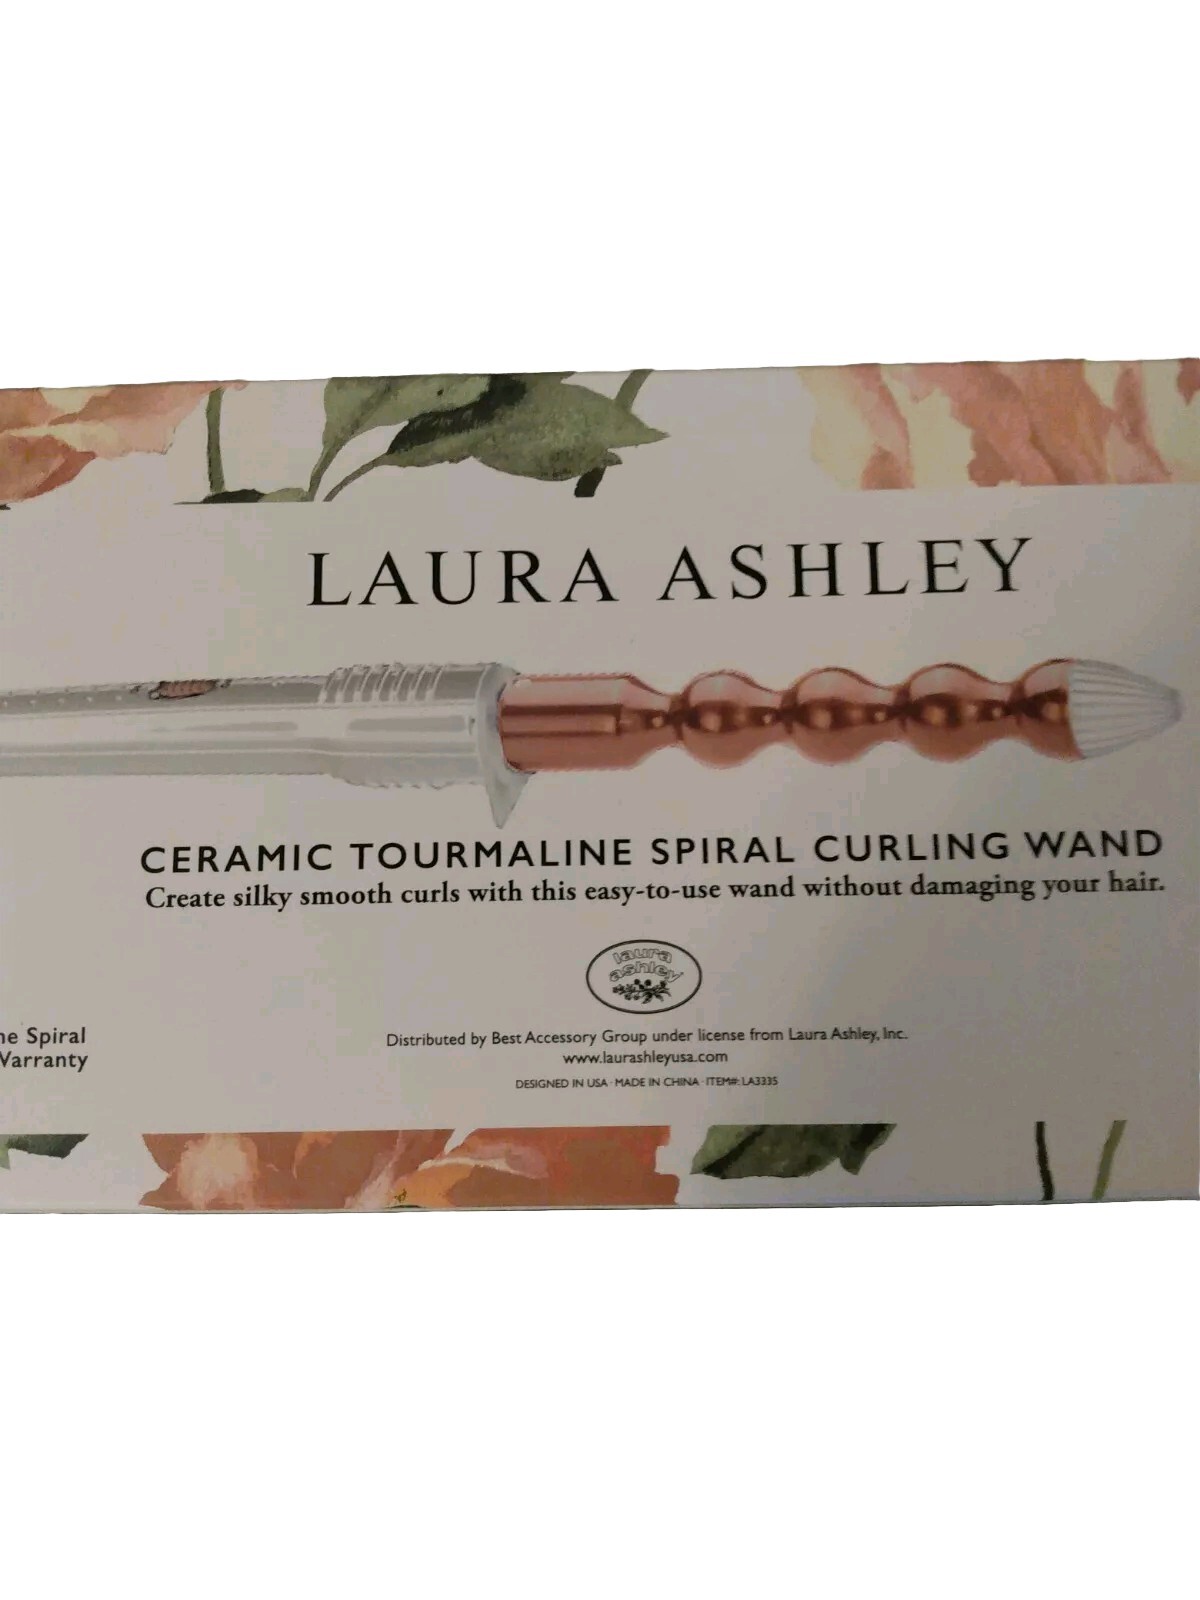 LAURA ASHLEY
CERAMIC TOURMALINE SPIRAL CURLING WAND
Create silky smooth curls with this easy-to-use wand without damaging your hair.
laura
ashley
ne Spiral
Warranty
Distributed by Best Accessory Group under license from Laura Ashley, Inc.
www.laurashleyusa.com
DESIGNED IN USA · MADE IN CHINA · ITEM#: LA3335